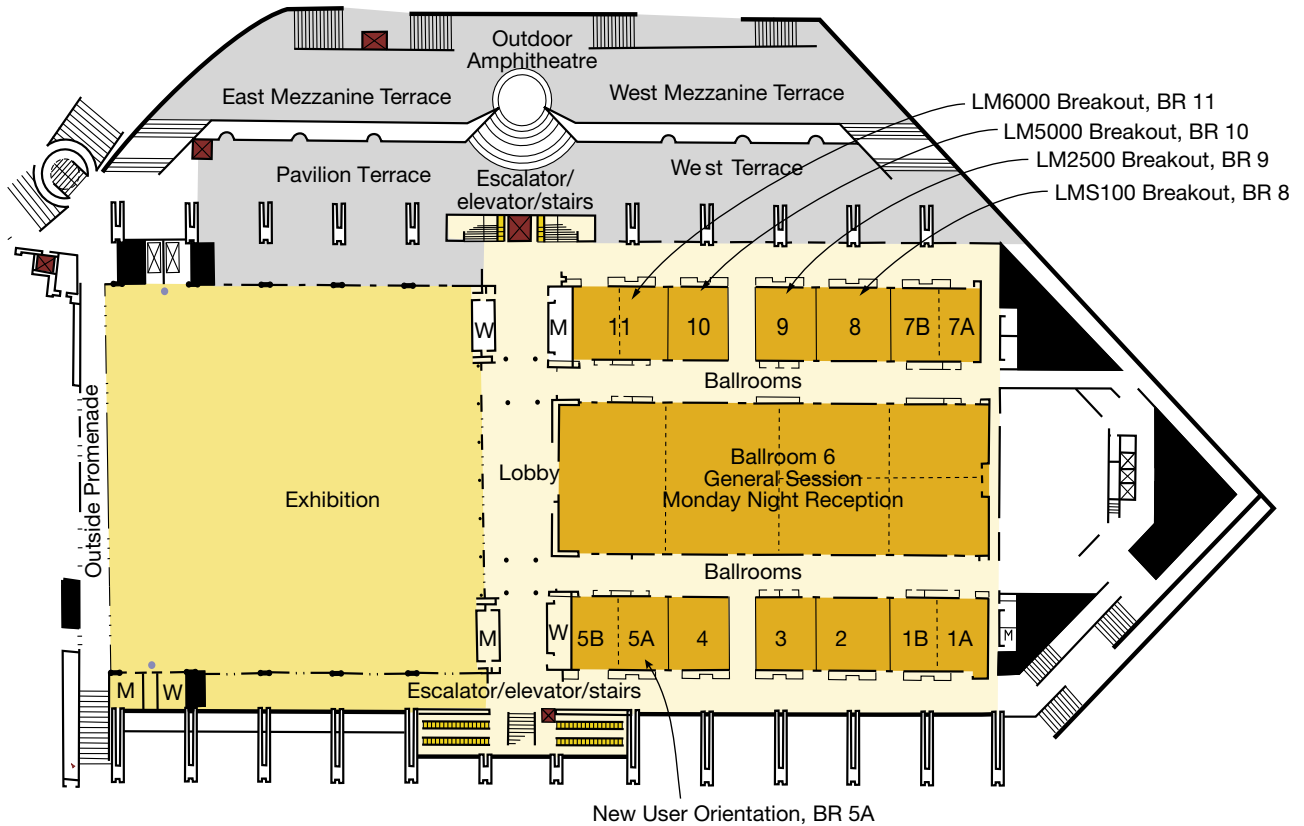 Outdoor
Amphitheatre
East Mezzanine Terrace
West Mezzanine Terrace
LM6000 Breakout, BR 11
LM5000 Breakout, BR 10
LM2500 Breakout, BR 9
LMS100 Breakout, BR 8
Pavilion Terrace
West Terrace
Escalator/
elevator/stairs
W
M
11
10
9
8
7B
7A
Ballrooms
Outside Promenade
Exhibition
Lobby
Ballroom 6
General Session
Monday Night Reception
Ballrooms
M
W
5B
5A
4
3
2
1B
1A
M
M
W
Escalator/elevator/stairs
New User Orientation, BR 5A